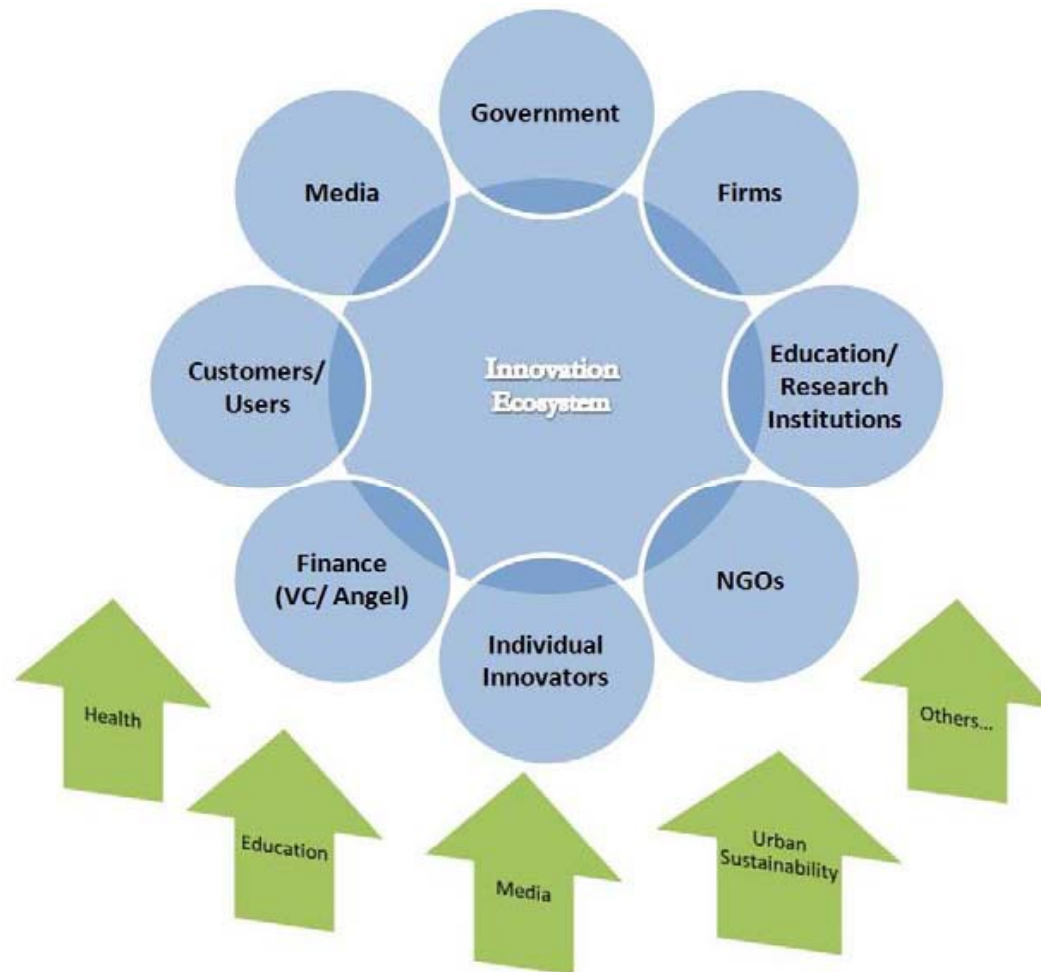 Government
Media
Firms
Customers/
Users
Innovation
Ecosystem
Education/
Research
Institutions
Finance
(VC/ Angel)
Individual
Innovators
NGOs
Health
Education
Media
Urban
Sustainability
Others...